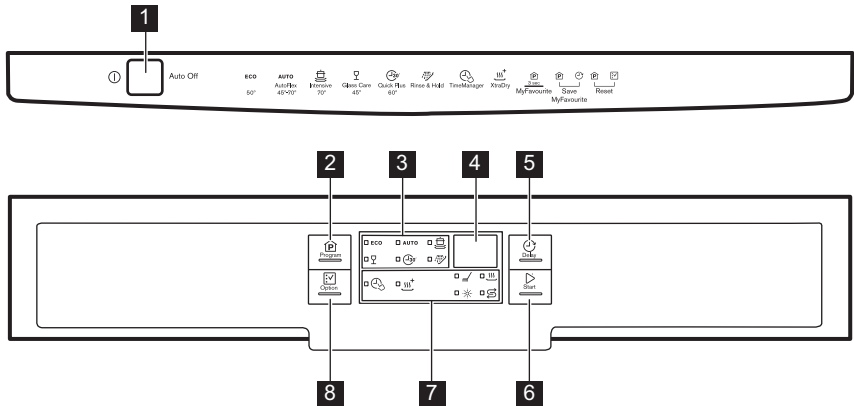 1
Auto Off
ECO
50°
AUTO
AutoFlex
45°-70°
Intensive
70°
Glass Care
45°
30'
Quick Plus
60°
Rinse & Hold
TimeManager
+
XtraDry
P
3 sec.
MyFavourite
P
Save
MyFavourite
P
Reset
2
3
4
5
P
Program
ECO
AUTO
30'
Delay
Option
+
S
Start
8
7
6